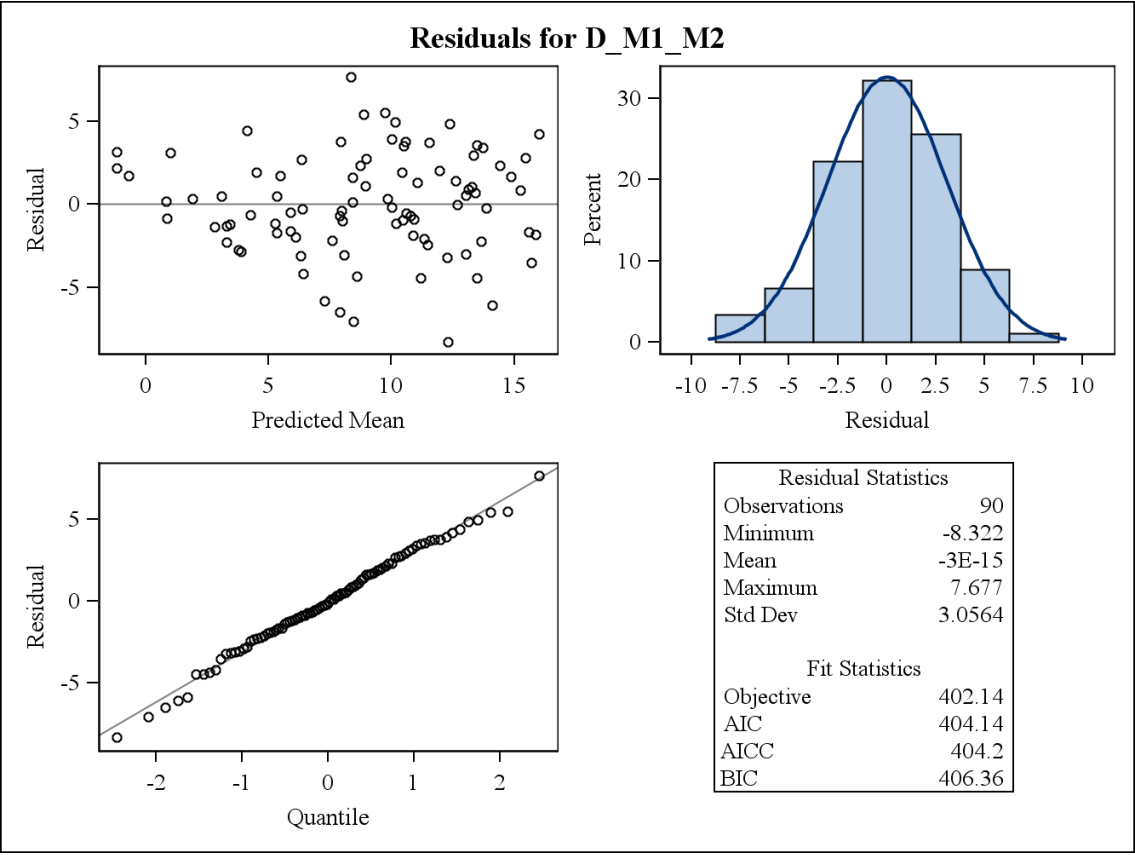 Residuals for D_M1_M2
5
0
-5
Residual
0 5 10 15
Predicted Mean
30
20
10
0
Percent
-10 -7.5 -5 -2.5 0 2.5 5 7.5 10
Residual
5
0
-5
Residual
-2 -1 0 1 2
Quantile
Residual Statistics
Observations 90
Minimum -8.322
Mean -3E-15
Maximum 7.677
Std Dev 3.0564
Fit Statistics
Objective 402.14
AIC 404.14
AICC 404.2
BIC 406.36